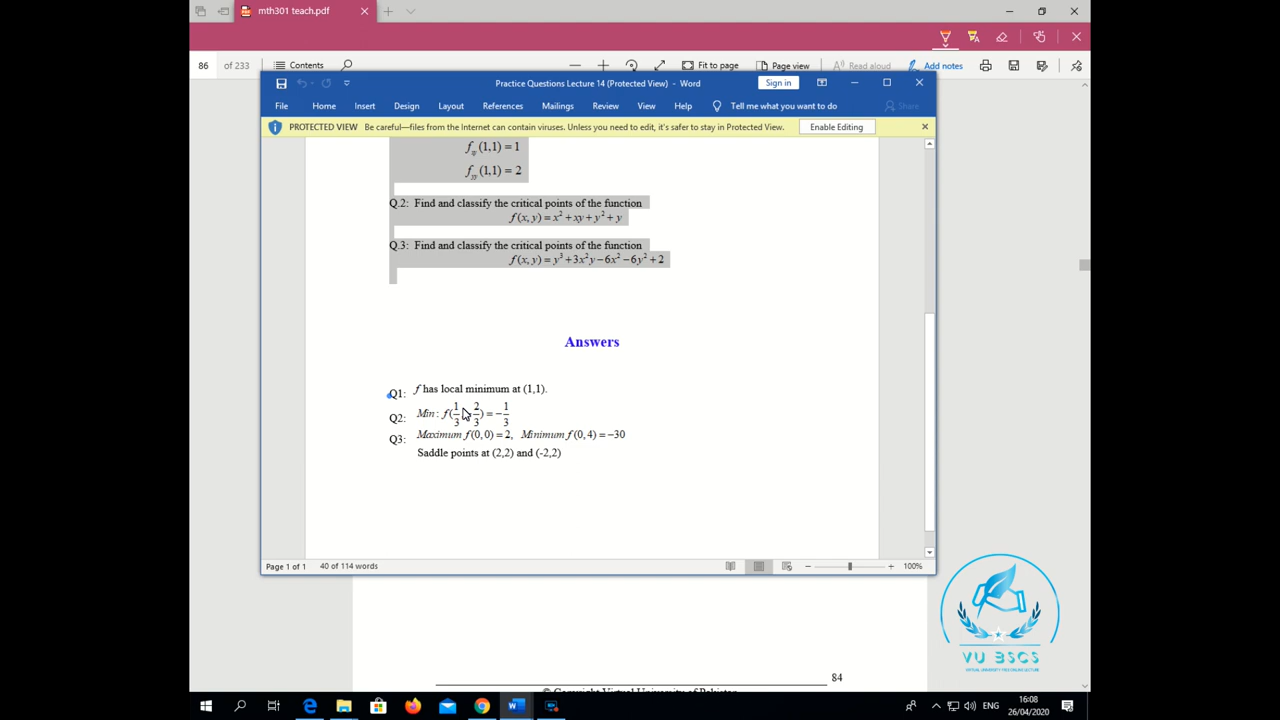 mth301 teach.pdf
86 of 233 Contents Fit to page Page view Read aloud Add notes
Practice Questions Lecture 14 (Protected View) - Word Sign in
File Home Insert Design Layout References Mailings Review View Help Tell me what you want to do Share
PROTECTED VIEW Be careful—files from the Internet can contain viruses. Unless you need to edit, it's safer to stay in Protected View. Enable Editing
f_xy (1,1) = 1
f_yy (1,1) = 2
Q.2: Find and classify the critical points of the function
f(x, y) = x² + xy + y² + y
Q.3: Find and classify the critical points of the function
f(x, y) = y³ + 3x²y − 6x² − 6y² + 2
Answers
Q1: f has local minimum at (1,1).
Q2: Min : f(1/3 2/3) = −1/3
Q3: Maximum f(0,0) = 2, Minimum f(0,4) = −30
Saddle points at (2,2) and (-2,2)
Page 1 of 1 40 of 114 words 100%
VU BSCS
84
© Copyright Virtual University of Pakistan
ENG 16:08
26/04/2020